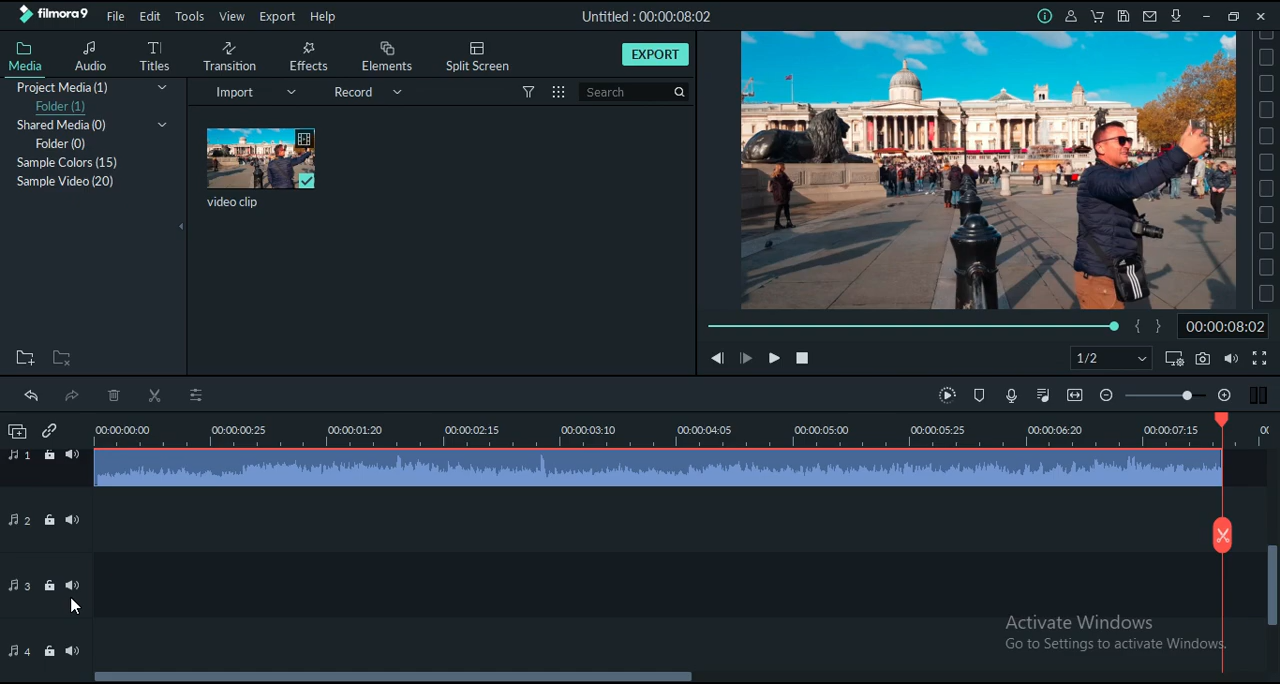 filmora9 File Edit Tools View Export Help Untitled : 00:00:08:02
Media Audio Titles Transition Effects Elements Split Screen EXPORT
Project Media (1) Import Record Search
Folder (1)
Shared Media (0)
Folder (0)
Sample Colors (15)
Sample Video (20)
video clip
00:00:08:02
1/2
00:00:00:00 00:00:00:25 00:00:01:20 00:00:02:15 00:00:03:10 00:00:04:05 00:00:05:00 00:00:05:25 00:00:06:20 00:00:07:15
1
2
3
4
Activate Windows
Go to Settings to activate Windows.